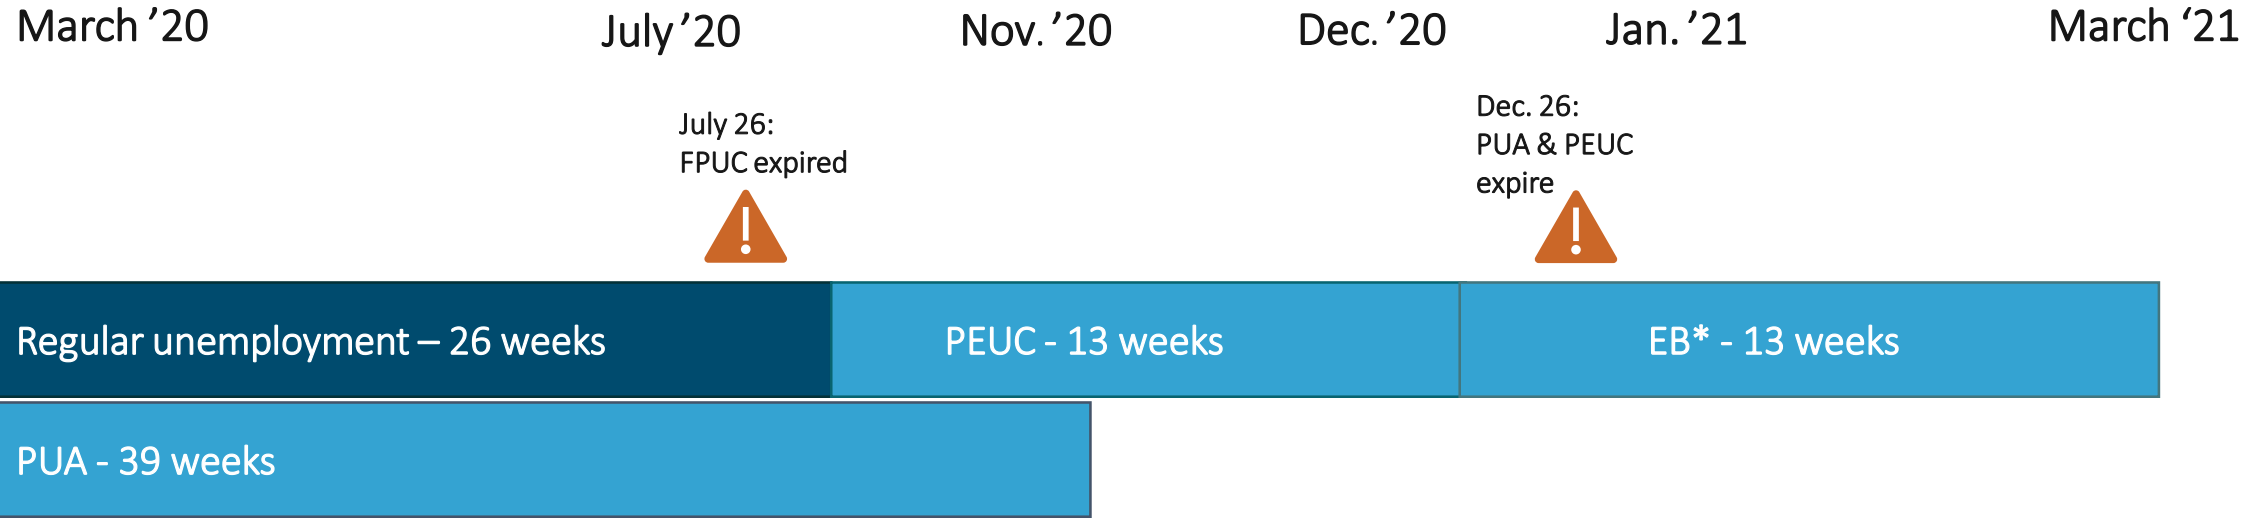 March ’20
July ’20
Nov. ’20
Dec. ’20
Jan. ’21
March ‘21
July 26:
FPUC expired
Dec. 26:
PUA & PEUC
expire
Regular unemployment – 26 weeks
PEUC - 13 weeks
EB* - 13 weeks
PUA - 39 weeks